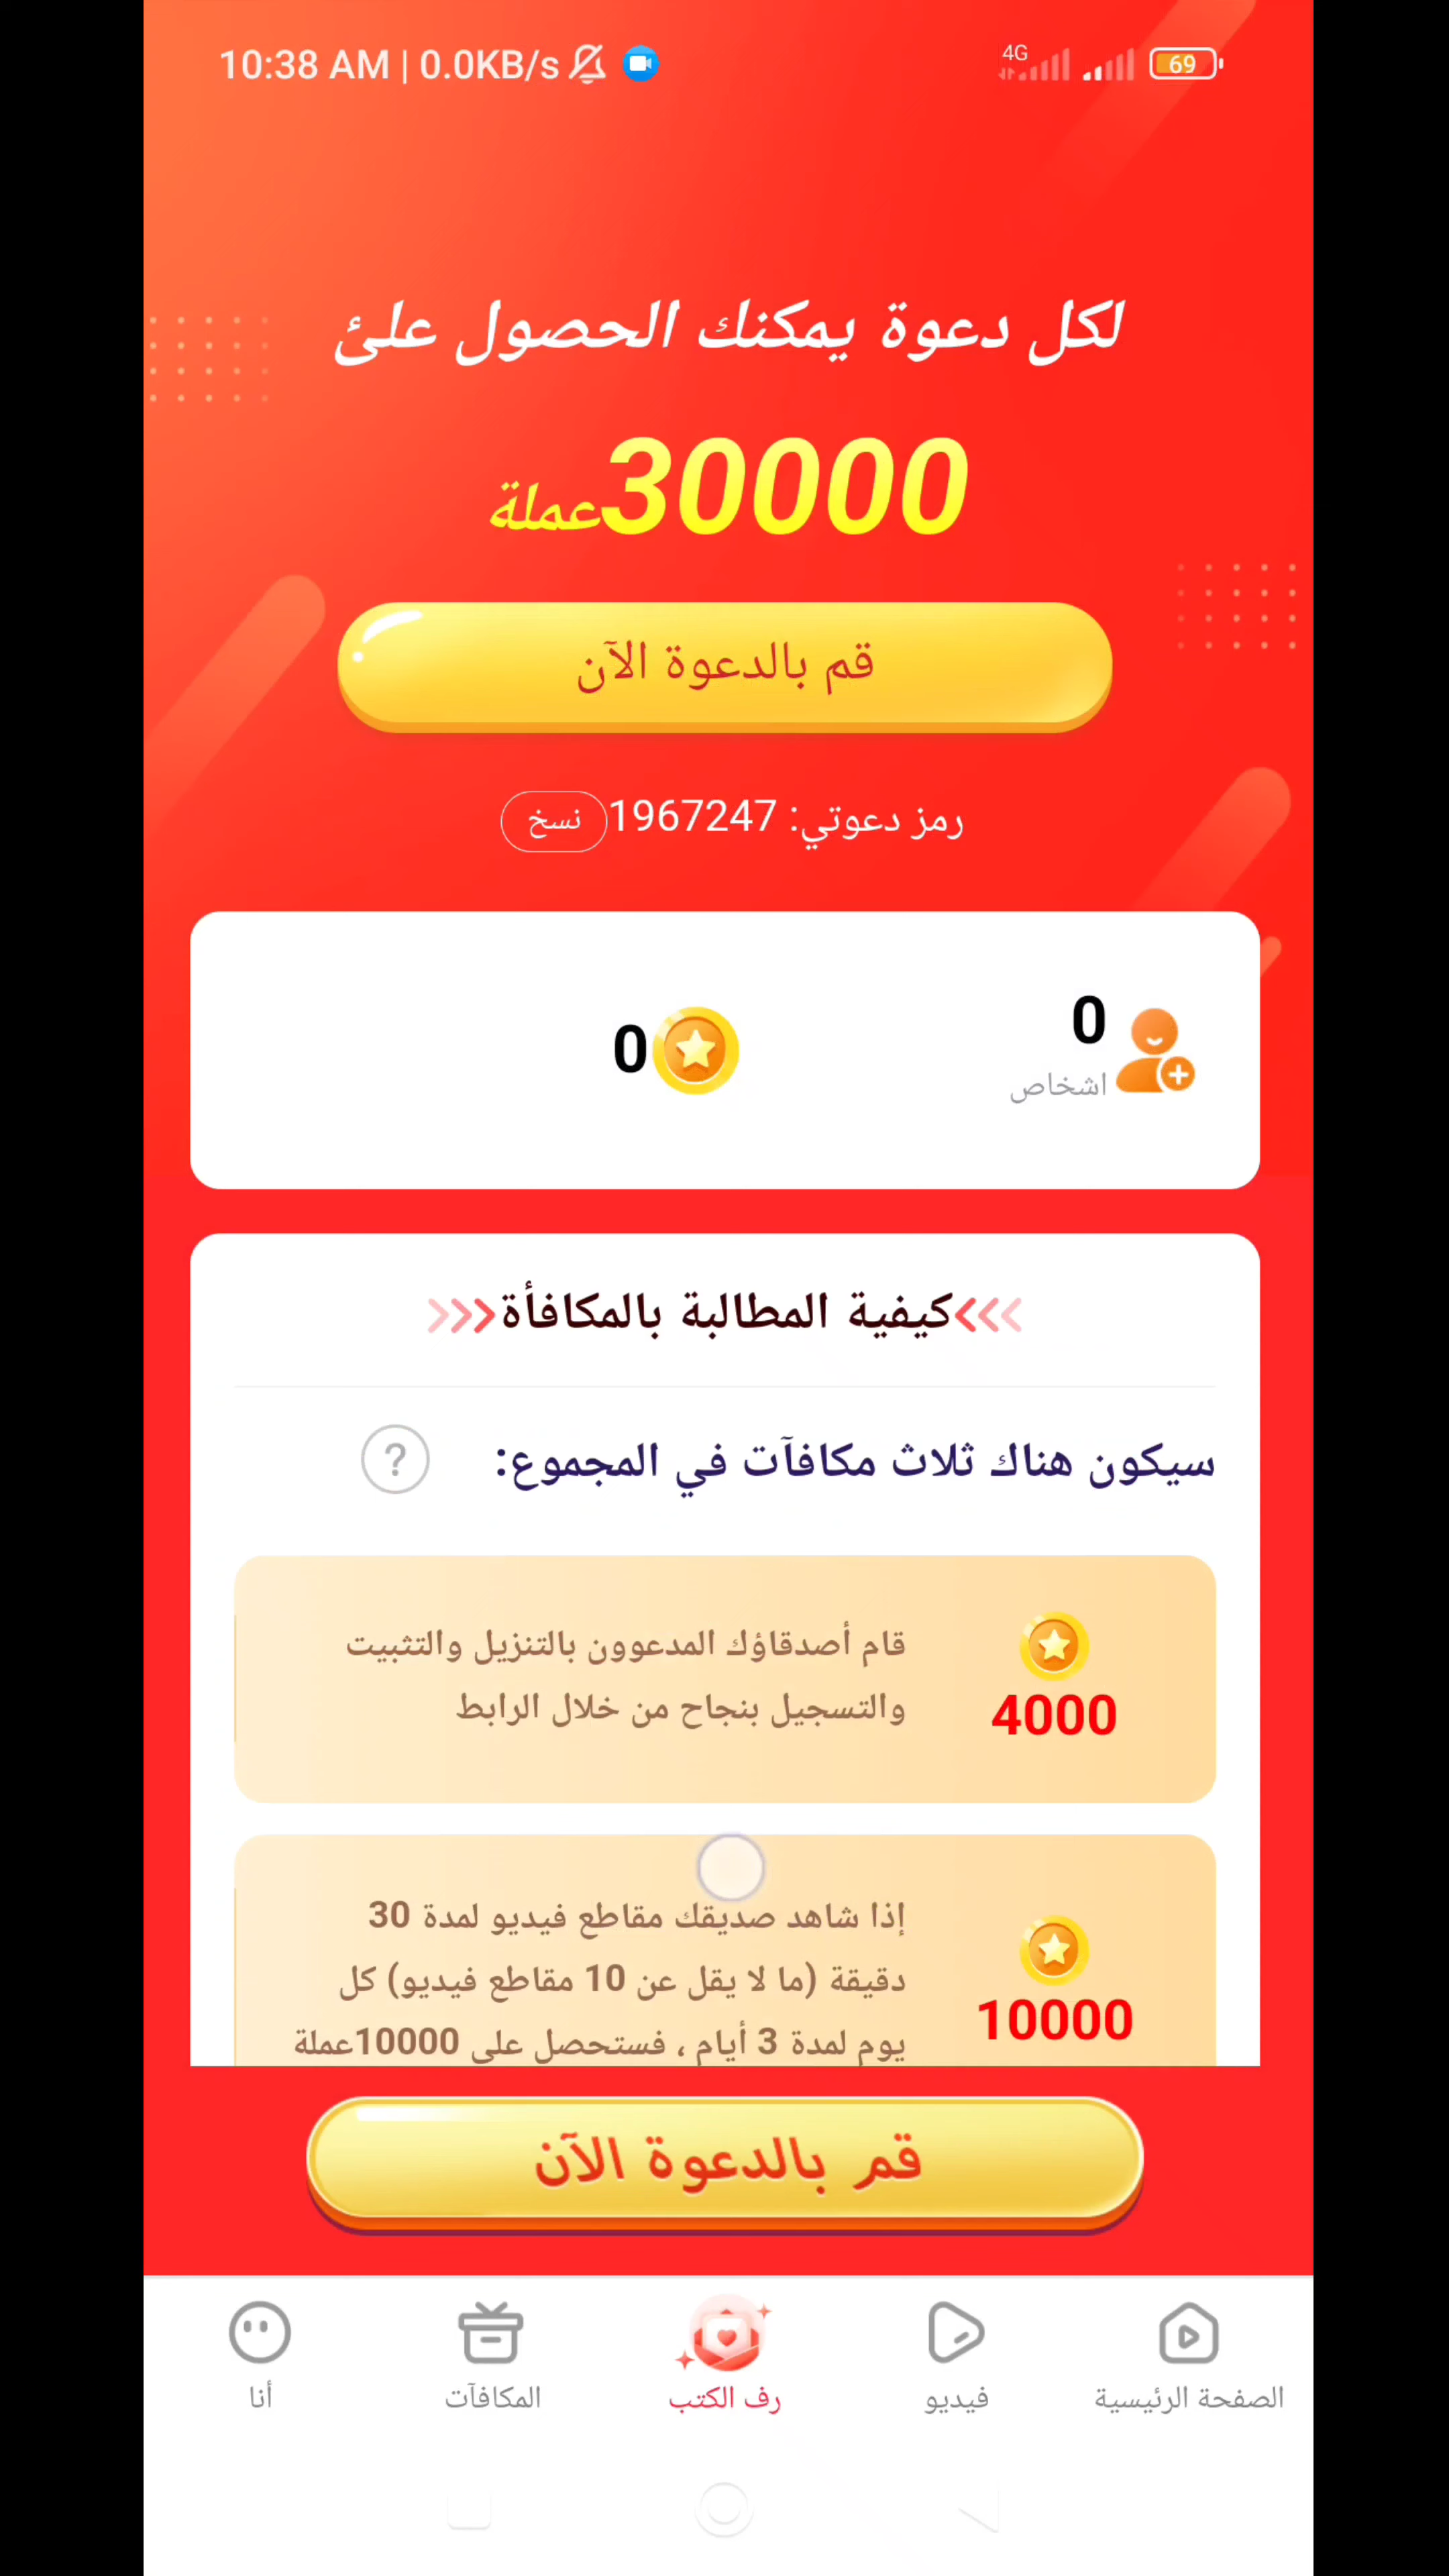 10:38 AM | 0.0KB/s
4G
69
لكل دعوة يمكنك الحصول علئ
30000عملة
قم بالدعوة الآن
رمز دعوتي: 1967247 نسخ
0
اشخاص
0
كيفية المطالبة بالمكافأة
سيكون هناك ثلاث مكافآت في المجموع:
?
4000
قام أصدقاؤك المدعوون بالتنزيل والتثبيت
والتسجيل بنجاح من خلال الرابط
10000
إذا شاهد صديقك مقاطع فيديو لمدة 30
دقيقة (ما لا يقل عن 10 مقاطع فيديو) كل
يوم لمدة 3 أيام ، فستحصل على 10000عملة
قم بالدعوة الآن
الصفحة الرئيسية
فيديو
رف الكتب
المكافآت
أنا